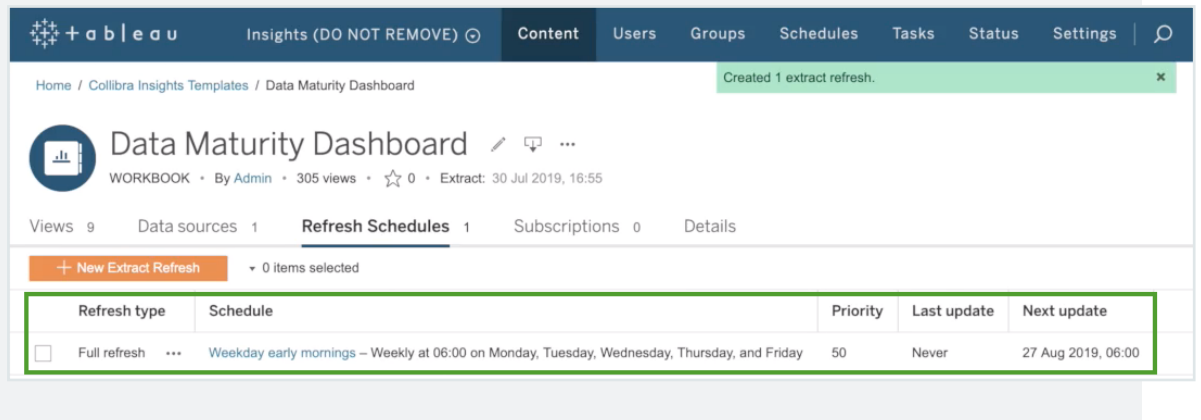 + a b | e a u Insights (DO NOT REMOVE) Content Users Groups Schedules Tasks Status Settings
Home / Collibra Insights Templates / Data Maturity Dashboard
Created 1 extract refresh. ×
Data Maturity Dashboard ...
WORKBOOK • By Admin • 305 views • 0 • Extract: 30 Jul 2019, 16:55
Views 9 Data sources 1 Refresh Schedules 1 Subscriptions 0 Details
+ New Extract Refresh 0 items selected
Refresh type Schedule Priority Last update Next update
Full refresh ... Weekday early mornings – Weekly at 06:00 on Monday, Tuesday, Wednesday, Thursday, and Friday 50 Never 27 Aug 2019, 06:00